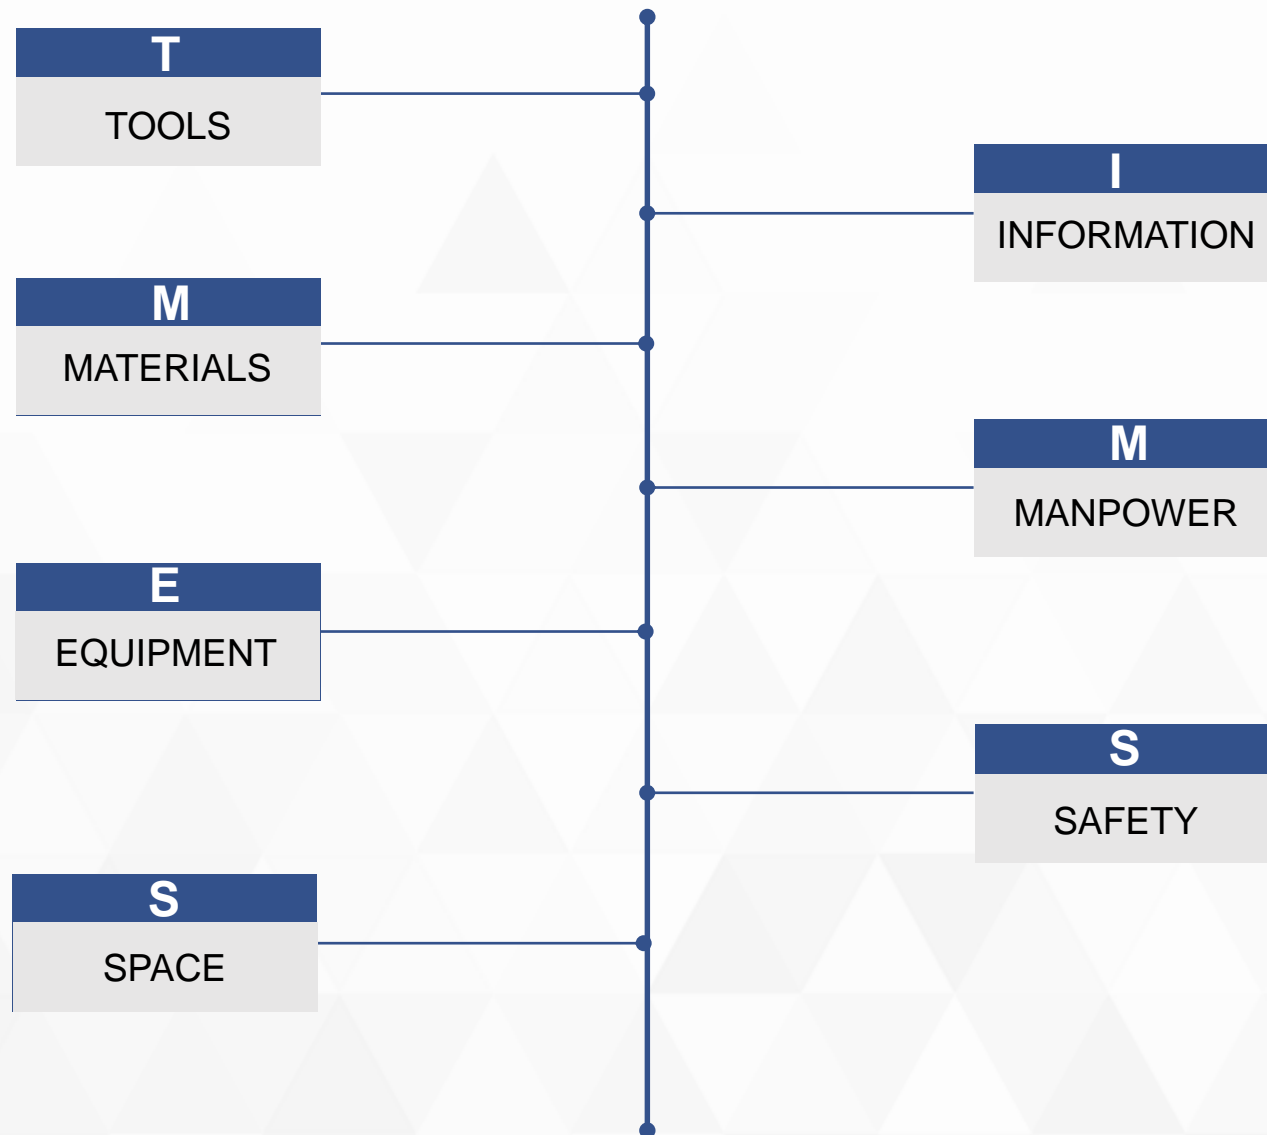 T
TOOLS
I
INFORMATION
M
MATERIALS
M
MANPOWER
E
EQUIPMENT
S
SAFETY
S
SPACE